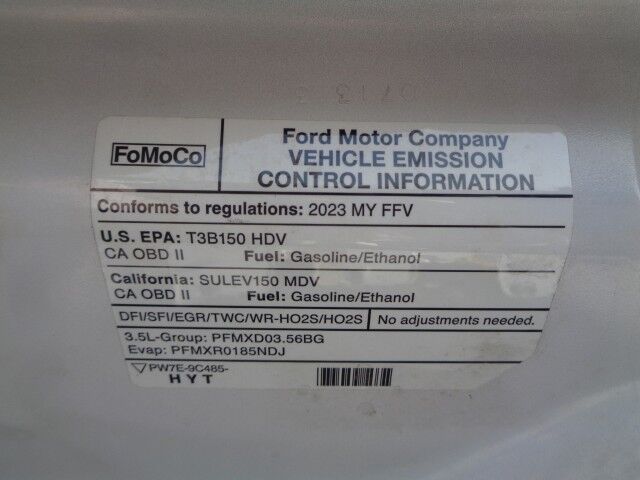 FoMoCo
Ford Motor Company
VEHICLE EMISSION
CONTROL INFORMATION
Conforms to regulations: 2023 MY FFV
U.S. EPA: T3B150 HDV
CA OBD II Fuel: Gasoline/Ethanol
California: SULEV150 MDV
CA OBD II Fuel: Gasoline/Ethanol
DFI/SFI/EGR/TWC/WR-HO2S/HO2S No adjustments needed.
3.5L-Group: PFMXD03.56BG
Evap: PFMXR0185NDJ
PW7E-9C485-
HYT